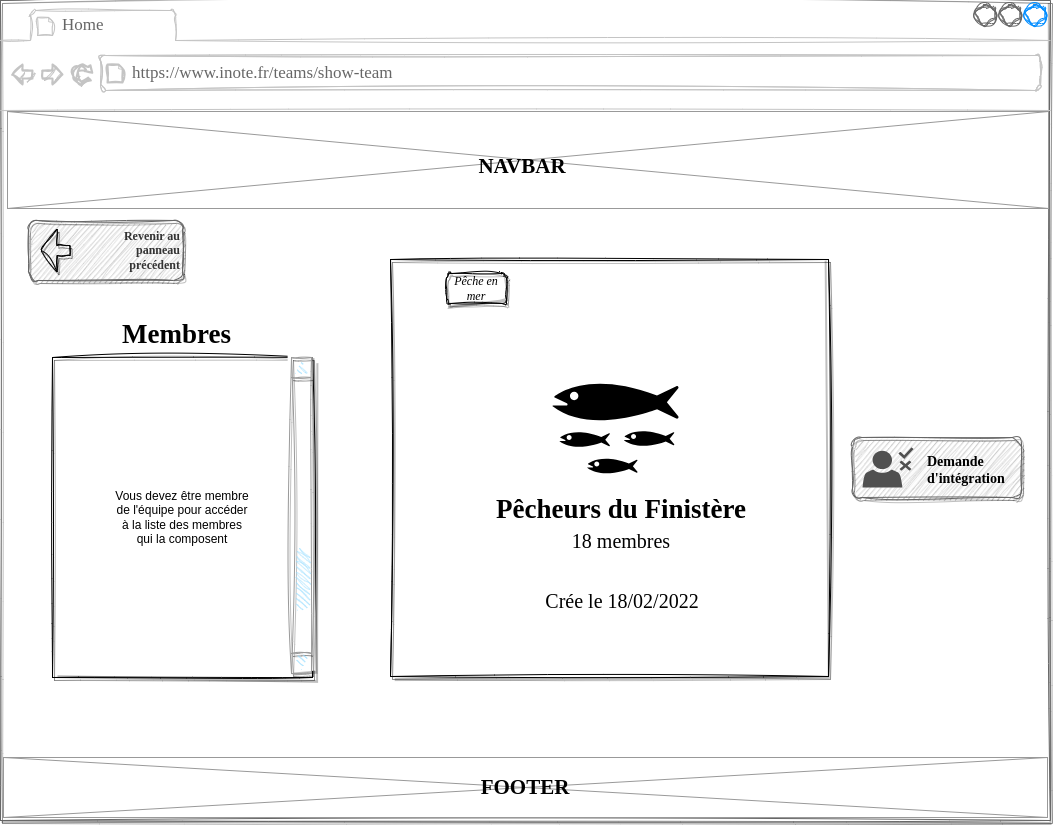 Home
https://www.inote.fr/teams/show-team
NAVBAR
Revenir au
panneau
précédent
Pêche en
mer
Membres
Vous devez être membre
de l'équipe pour accéder
à la liste des membres
qui la composent
Pêcheurs du Finistère
18 membres
Crée le 18/02/2022
Demande
d'intégration
FOOTER